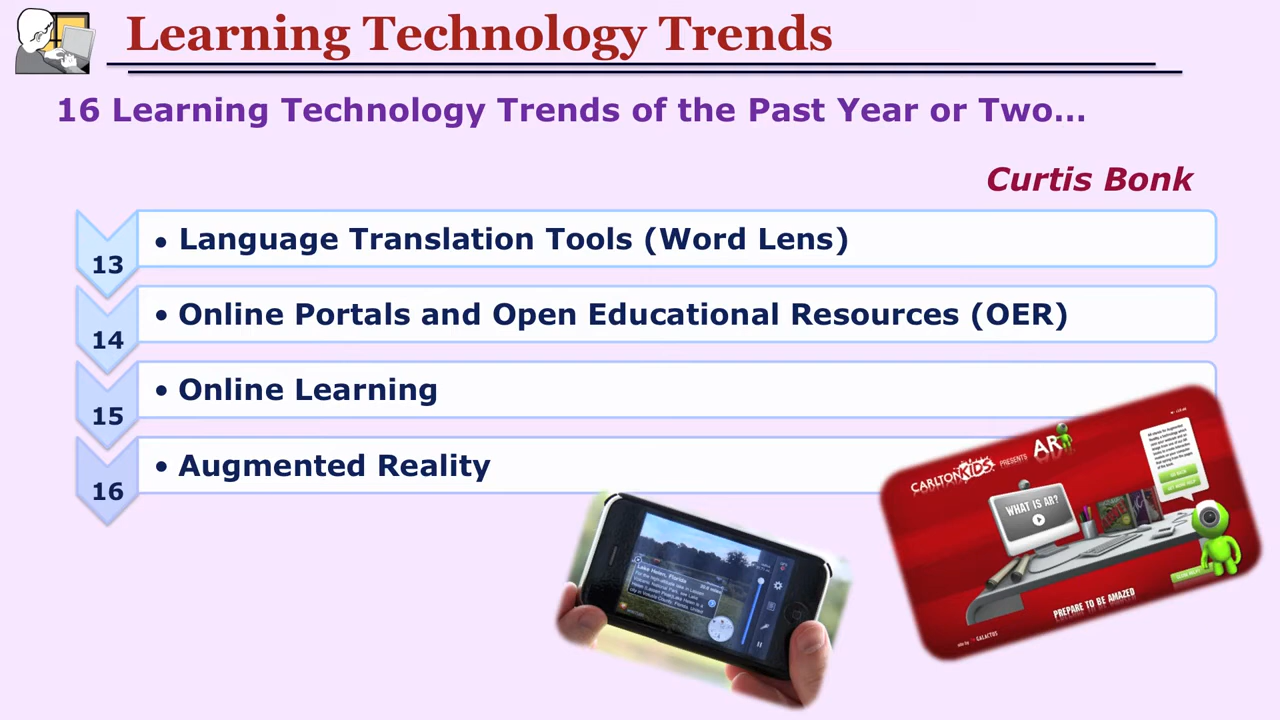 Learning Technology Trends
16 Learning Technology Trends of the Past Year or Two...
Curtis Bonk
13
• Language Translation Tools (Word Lens)
14
• Online Portals and Open Educational Resources (OER)
15
• Online Learning
16
• Augmented Reality
CARLTON KIDS PRESENTS AR
WHAT IS AR?
PREPARE TO BE AMAZED
GALACTUS
Lake Helen, Florida